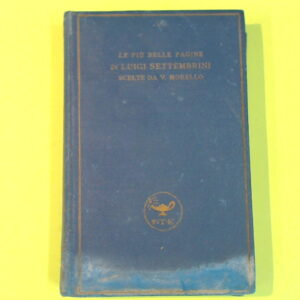 LE PIÙ BELLE PAGINE
DI LUIGI SETTEMBRINI
SCELTE DA V. MORELLO